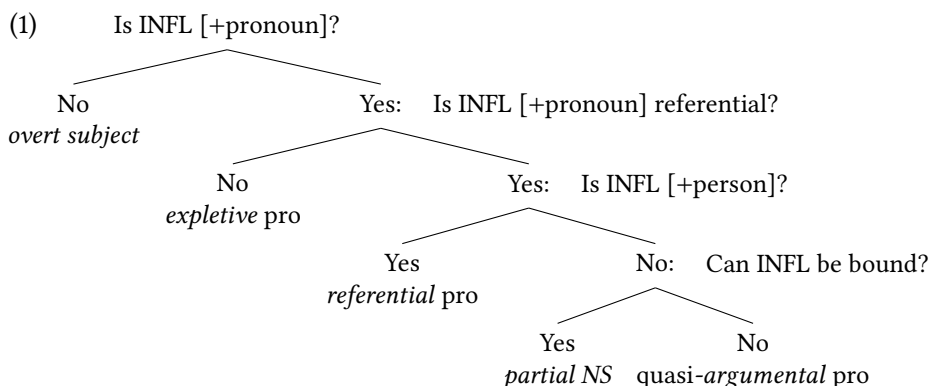 (1) Is INFL [+pronoun]?
No Yes: Is INFL [+pronoun] referential?
overt subject
No Yes: Is INFL [+person]?
expletive pro
Yes No: Can INFL be bound?
referential pro
Yes No
partial NS quasi-argumental pro